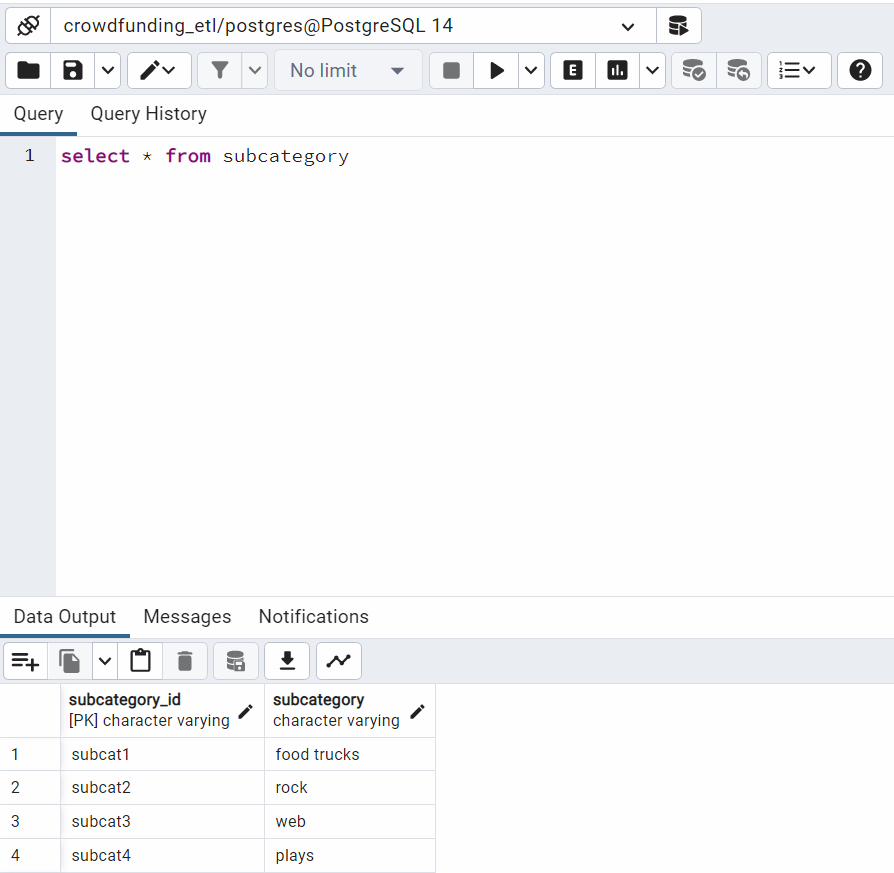 crowdfunding_etl/postgres@PostgreSQL 14
No limit
E
Query Query History
1 select * from subcategory
Data Output Messages Notifications
subcategory_id subcategory
[PK] character varying character varying
1 subcat1 food trucks
2 subcat2 rock
3 subcat3 web
4 subcat4 plays